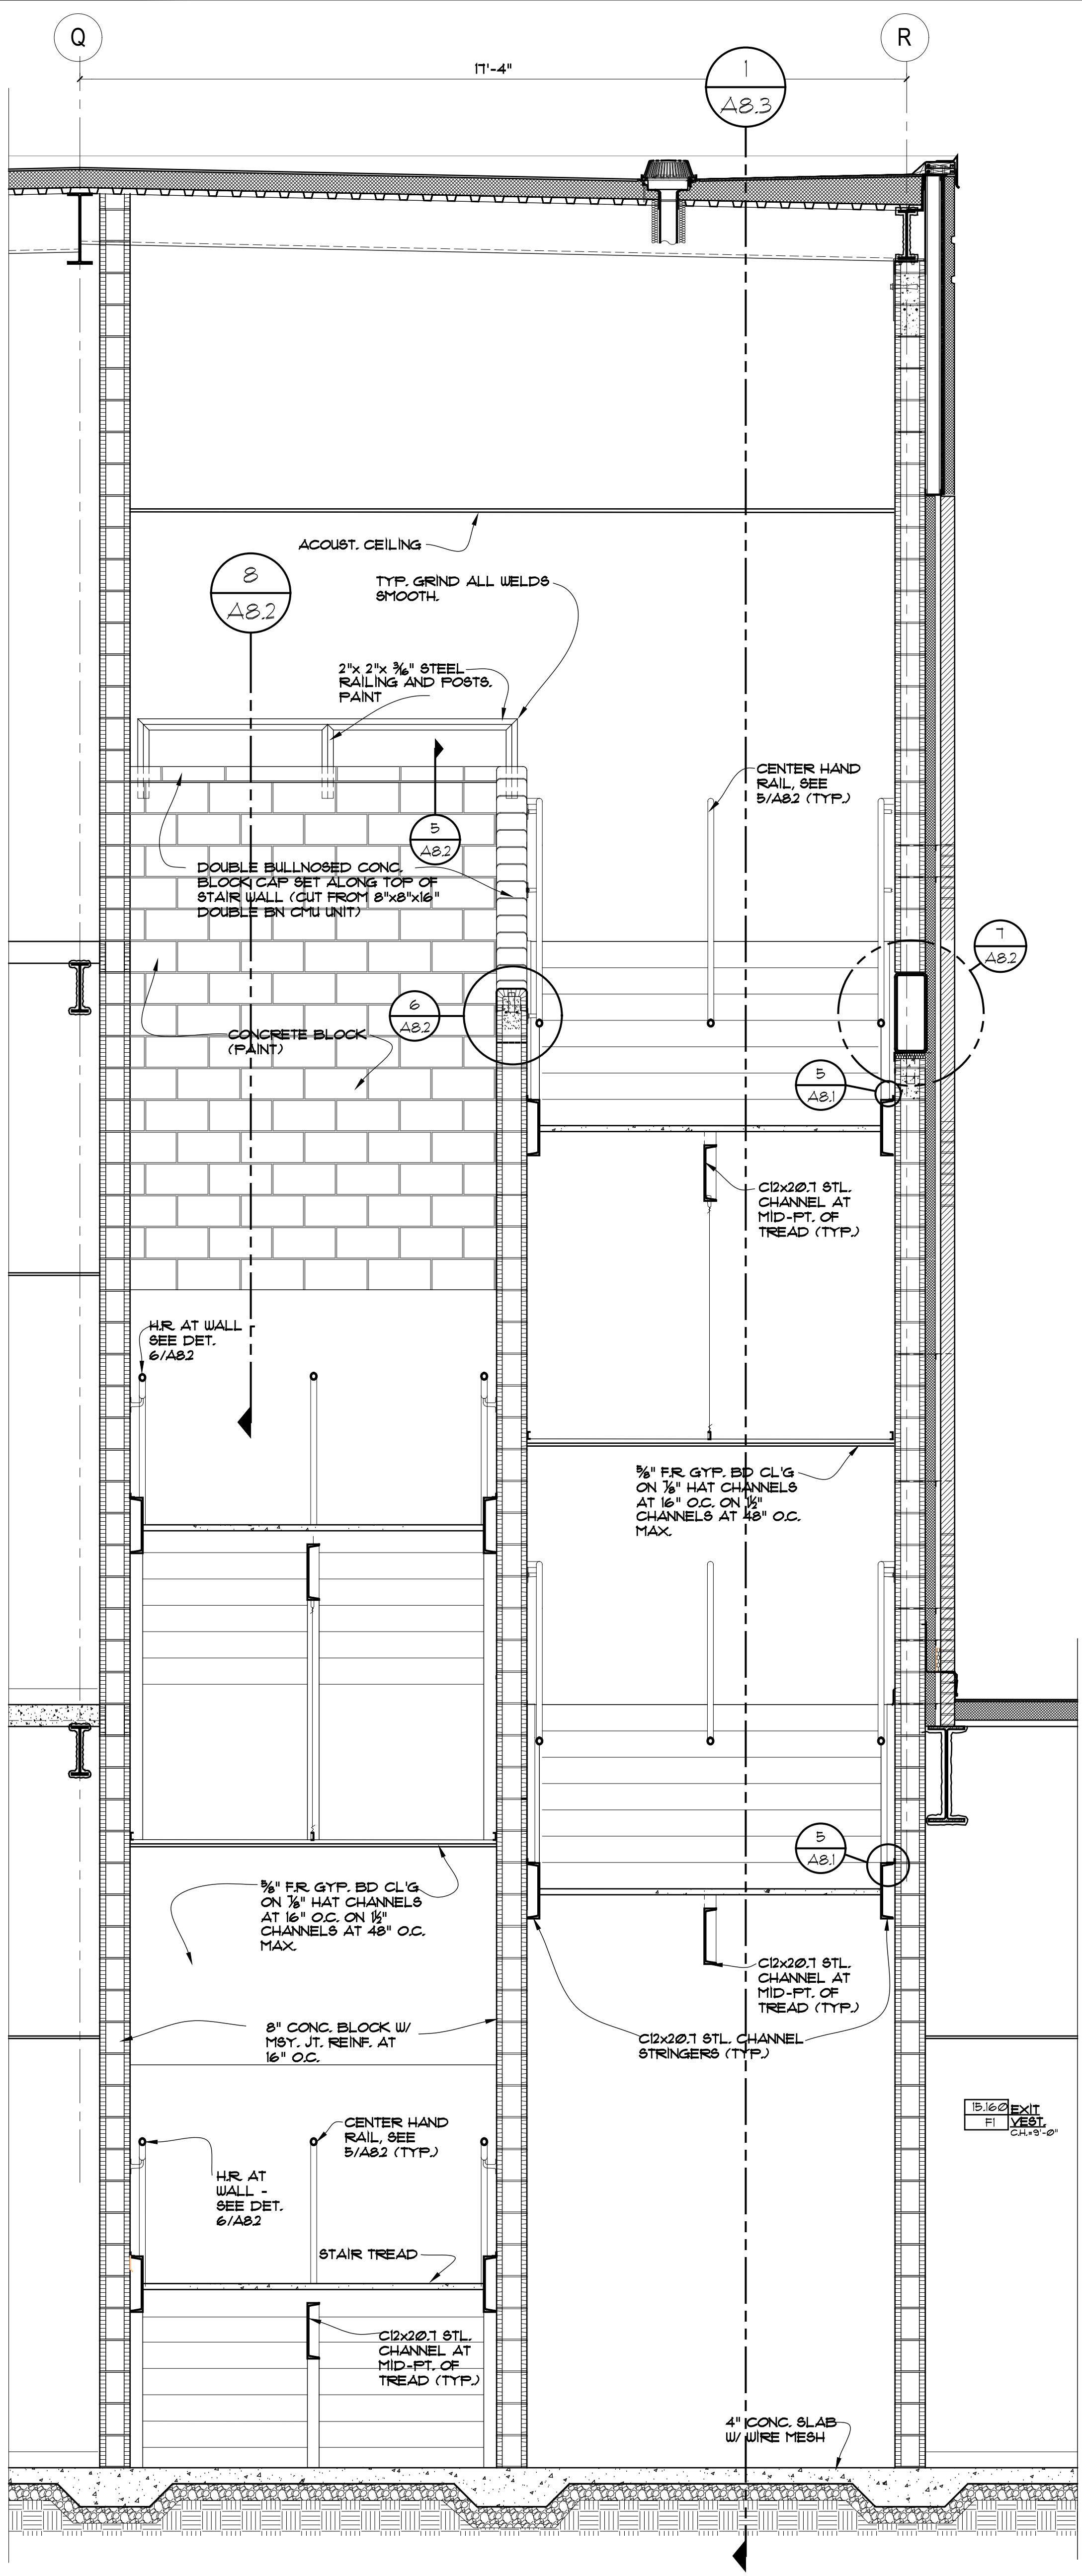 Q
R
17'-4"
1
A8.3
ACOUST. CEILING
8
A8.2
TYP. GRIND ALL WELDS
SMOOTH.
2"x 2"x 3/16" STEEL
RAILING AND POSTS.
PAINT
CENTER HAND
RAIL, SEE
5/A8.2 (TYP.)
5
A8.2
DOUBLE BULLNOSED CONC.
BLOCK CAP SET ALONG TOP OF
STAIR WALL (CUT FROM 8"x8"x16"
DOUBLE BN CMU UNIT)
7
A8.2
6
A8.2
CONCRETE BLOCK
(PAINT)
5
A8.1
C12x20.7 STL.
CHANNEL AT
MID-PT. OF
TREAD (TYP.)
H.R. AT WALL -
SEE DET.
6/A8.2
5/8" F.R. GYP. BD CL'G
ON 7/8" HAT CHANNELS
AT 16" O.C. ON 1½"
CHANNELS AT 48" O.C.
MAX.
5
A8.1
5/8" F.R. GYP. BD CL'G
ON 7/8" HAT CHANNELS
AT 16" O.C. ON 1½"
CHANNELS AT 48" O.C.
MAX.
C12x20.7 STL.
CHANNEL AT
MID-PT. OF
TREAD (TYP.)
8" CONC. BLOCK W/
MSY. JT. REINF. AT
16" O.C.
C12x20.7 STL. CHANNEL
STRINGERS (TYP.)
15.160
F1
EXIT
VEST.
C.H.=9'-0"
CENTER HAND
RAIL, SEE
5/A8.2 (TYP.)
H.R. AT
WALL -
SEE DET.
6/A8.2
STAIR TREAD
C12x20.7 STL.
CHANNEL AT
MID-PT. OF
TREAD (TYP.)
4" CONC. SLAB
W/ WIRE MESH